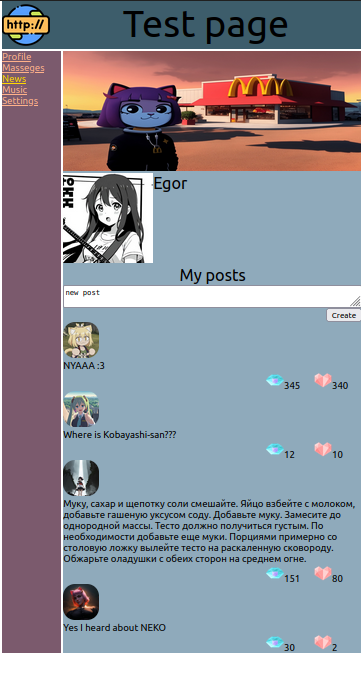 http://
Test page
Profile
Masseges
News
Music
Settings
Egor
My posts
new post
Create
NYAAA :3
345 340
Where is Kobayashi-san???
12 10
Муку, сахар и щепотку соли смешайте. Яйцо взбейте с молоком,
добавьте гашеную уксусом соду. Добавьте муку. Замесите до
однородной массы. Тесто должно получиться густым. По
необходимости добавьте еще муки. Порциями примерно со
столовую ложку вылейте тесто на раскаленную сковороду.
Обжарьте оладушки с обеих сторон на среднем огне.
151 80
Yes I heard about NEKO
30 2